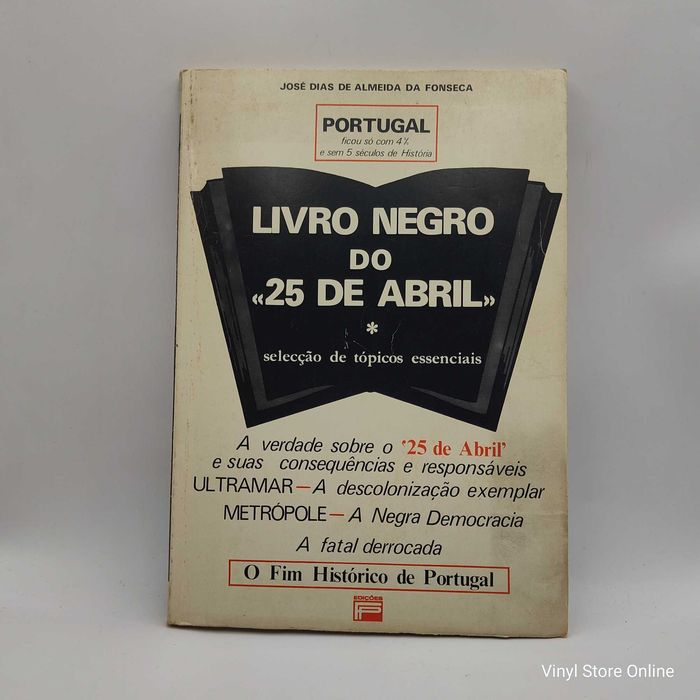 JOSÉ DIAS DE ALMEIDA DA FONSECA
PORTUGAL
ficou só com 4%
e sem 5 séculos de História
LIVRO NEGRO
DO
«25 DE ABRIL»
*
selecção de tópicos essenciais
A verdade sobre o '25 de Abril'
e suas consequências e responsáveis
ULTRAMAR—A descolonização exemplar
METRÓPOLE—A Negra Democracia
A fatal derrocada
O Fim Histórico de Portugal
EDIÇÕES
FP
Vinyl Store Online